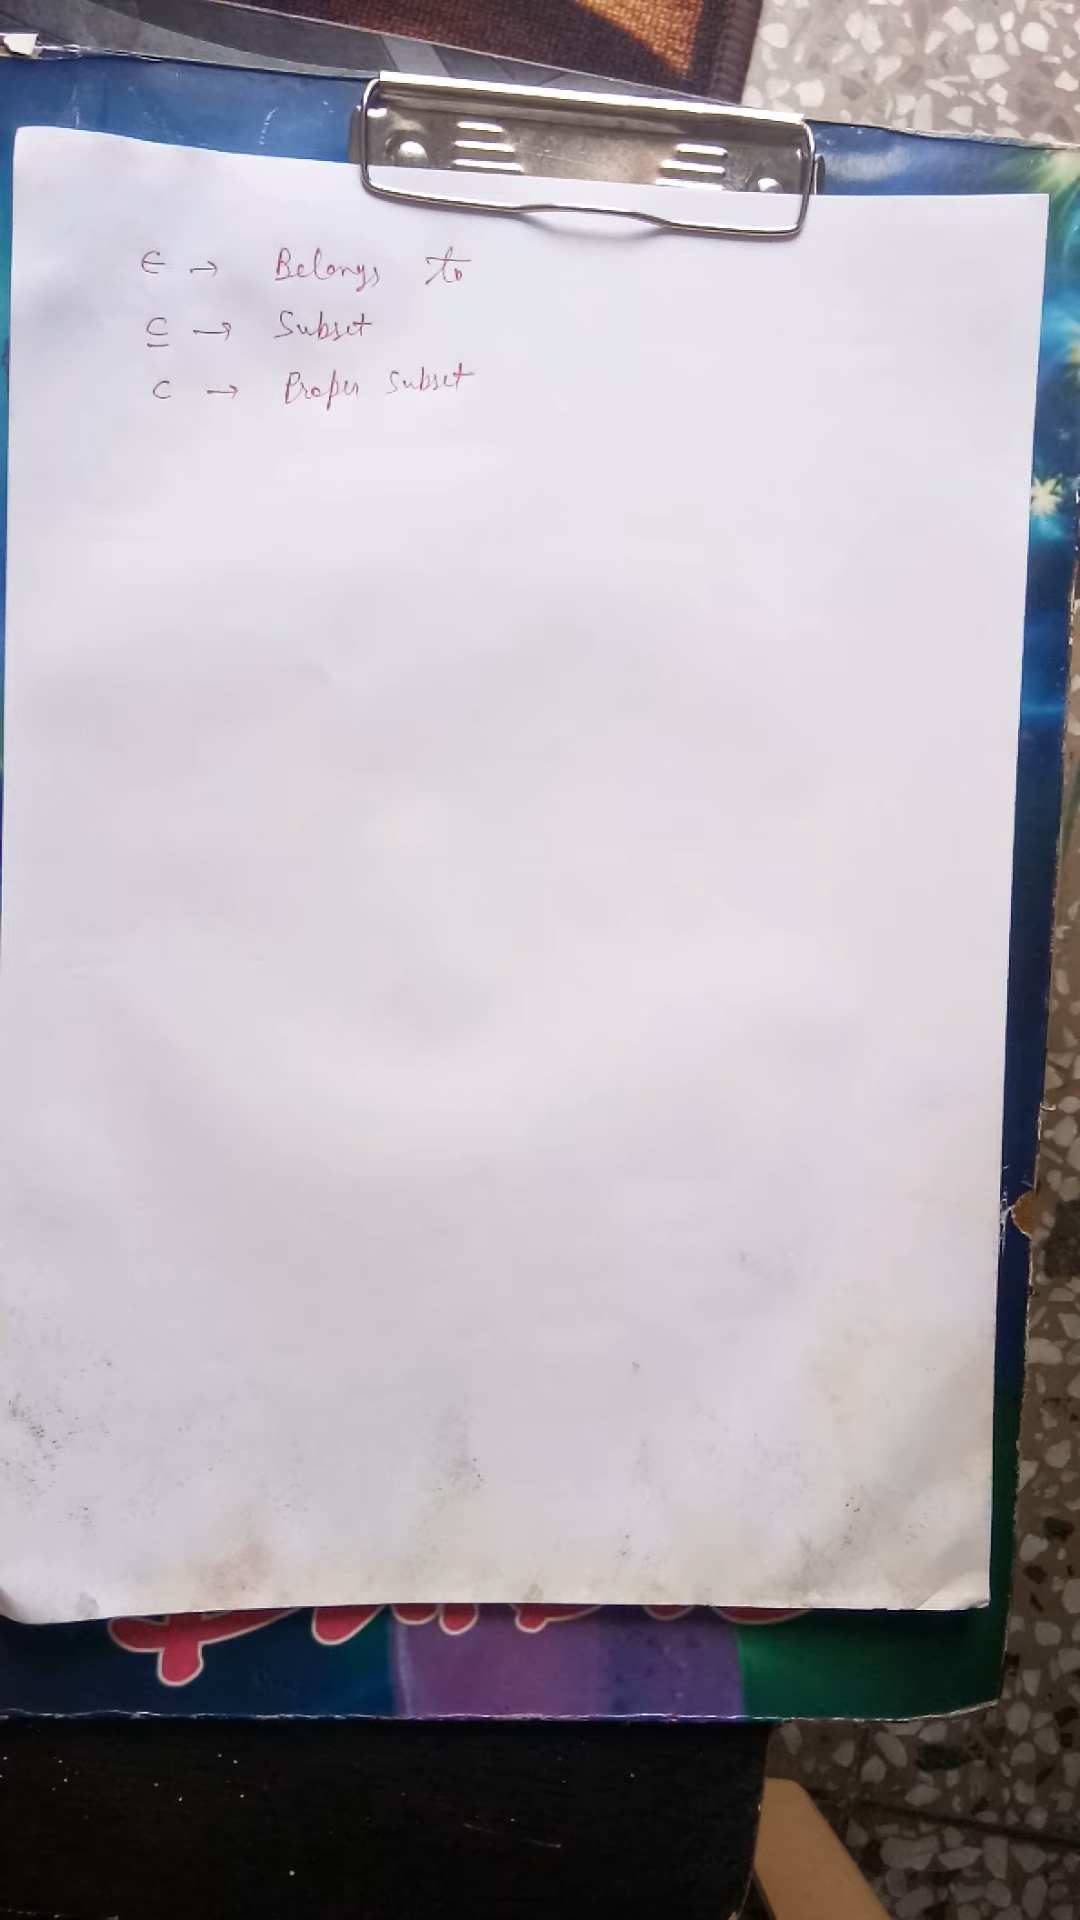 ∈ → Belongs to
⊆ → Subset
⊂ → Proper Subset